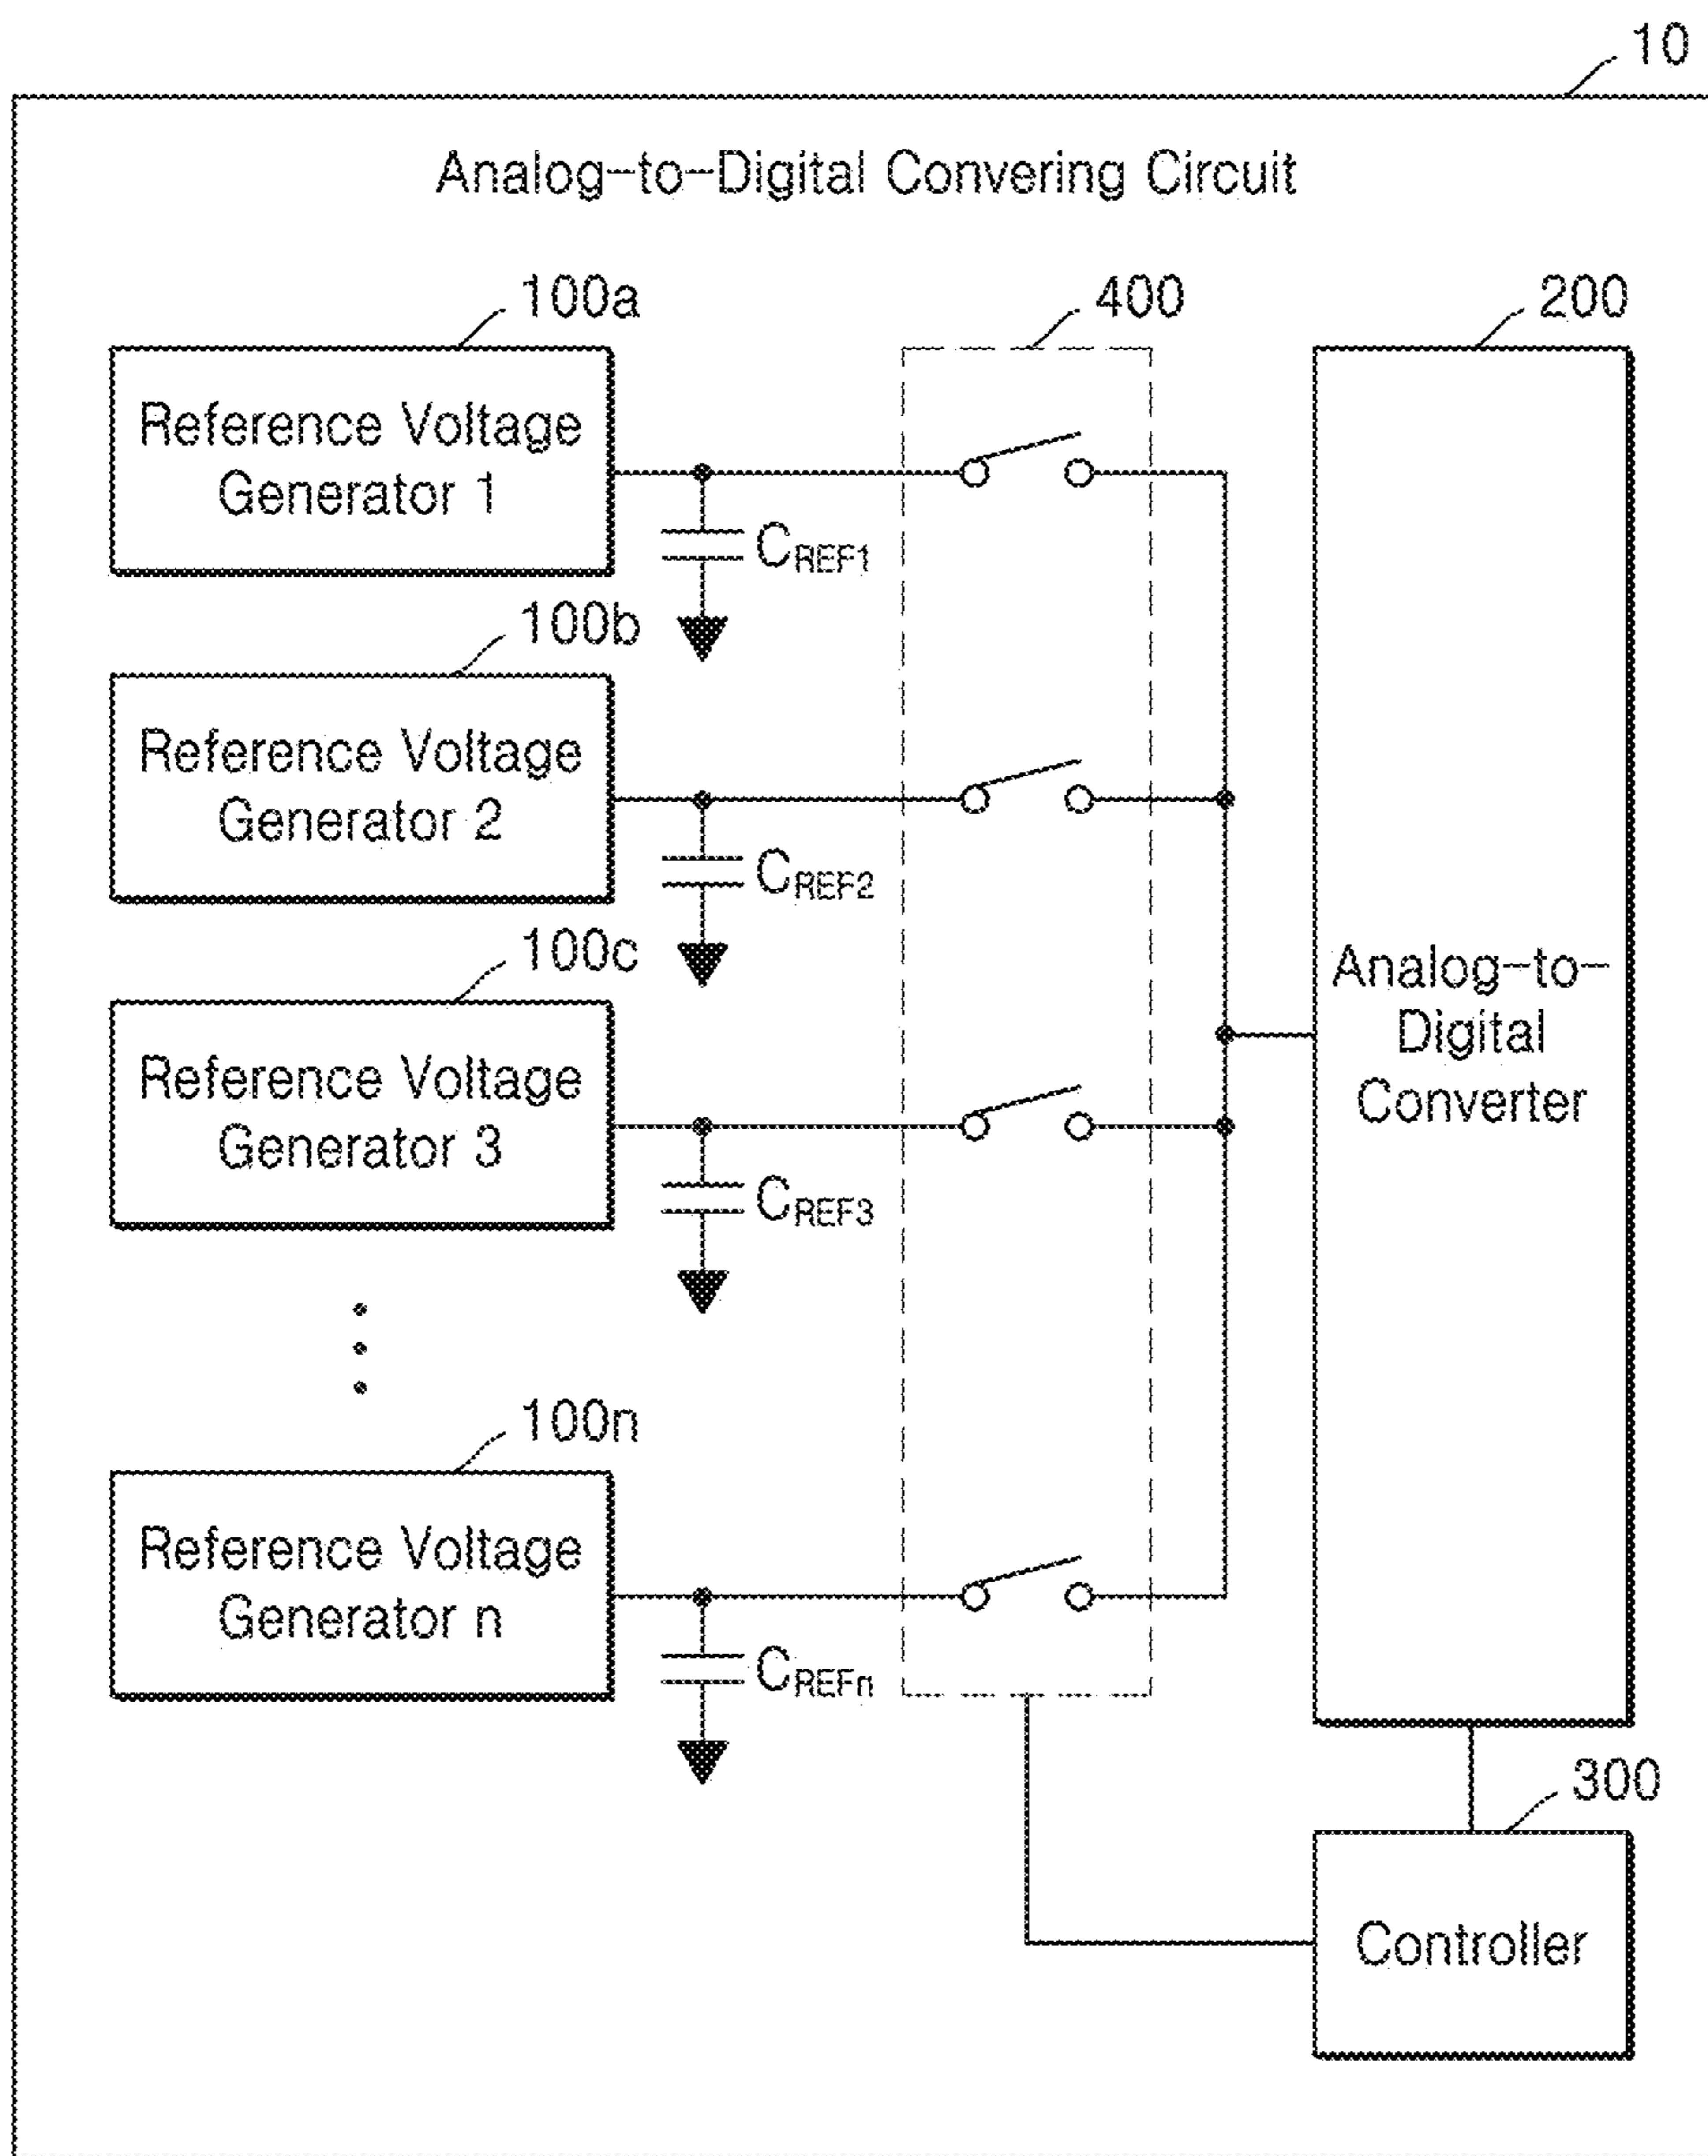 10
Analog-to-Digital Convering Circuit
100a
400
200
Reference Voltage
Generator 1
CREF1
100b
Reference Voltage
Generator 2
CREF2
100c
Analog-to-
Digital
Converter
Reference Voltage
Generator 3
CREF3
100n
Reference Voltage
Generator n
CREFn
300
Controller